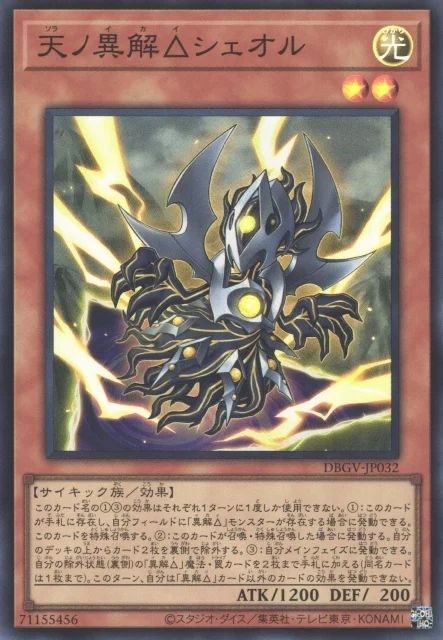 ソラ イカイ
天ノ異解△シェオル
ひかり
光
DBGV-JP032
【サイキック族／効果】
このカード名の①③の効果はそれぞれ1ターンに1度しか使用できない。①：このカード
が手札に存在し、自分フィールドに「異解△」モンスターが存在する場合に発動できる。
このカードを特殊召喚する。②：このカードが召喚・特殊召喚した場合に発動できる。自分
のデッキの上からカード2枚を裏側で除外する。③：自分メインフェイズに発動できる。
自分の除外状態（裏側）の「異解△」魔法・罠カードを2枚まで手札に加える（同名カード
は1枚まで）。このターン、自分は「異解△」カード以外のカードの効果を発動できない。
ATK/1200 DEF/ 200
71155456
©スタジオ・ダイス／集英社・テレビ東京・KONAMI